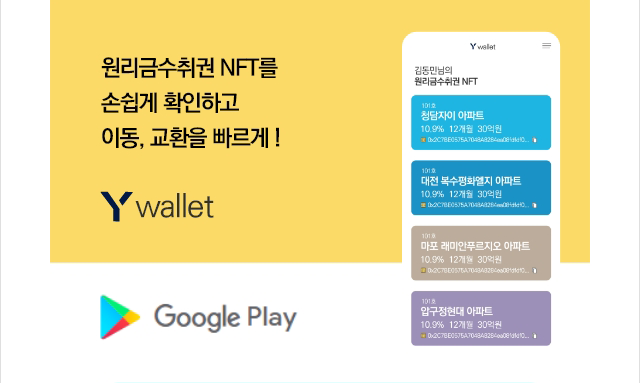 원리금수취권 NFT를
손쉽게 확인하고
이동, 교환을 빠르게 !
Y wallet
Google Play
Y wallet
김동민님의
원리금수취권 NFT
101호
청담자이 아파트
10.9% 12개월 30억원
101호
대전 복수평화엘지 아파트
10.9% 12개월 30억원
101호
마포 래미안푸르지오 아파트
10.9% 12개월 30억원
101호
압구정현대 아파트
10.9% 12개월 30억원